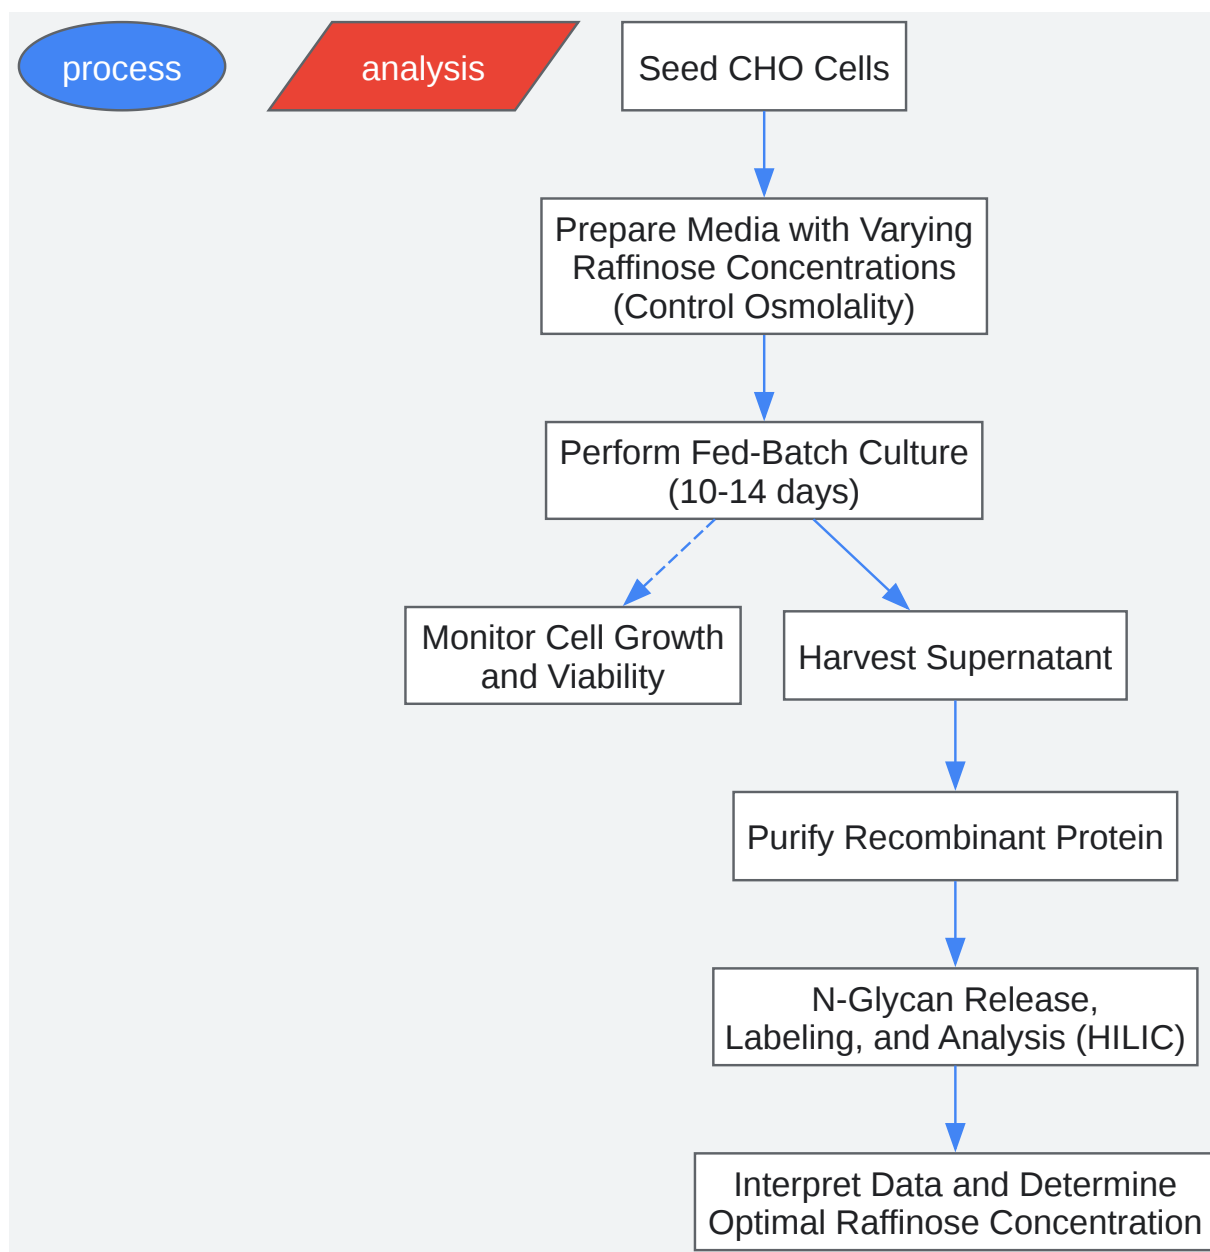 process
analysis
Seed CHO Cells
Prepare Media with Varying
Raffinose Concentrations
(Control Osmolality)
Perform Fed-Batch Culture
(10-14 days)
Monitor Cell Growth
and Viability
Harvest Supernatant
Purify Recombinant Protein
N-Glycan Release,
Labeling, and Analysis (HILIC)
Interpret Data and Determine
Optimal Raffinose Concentration